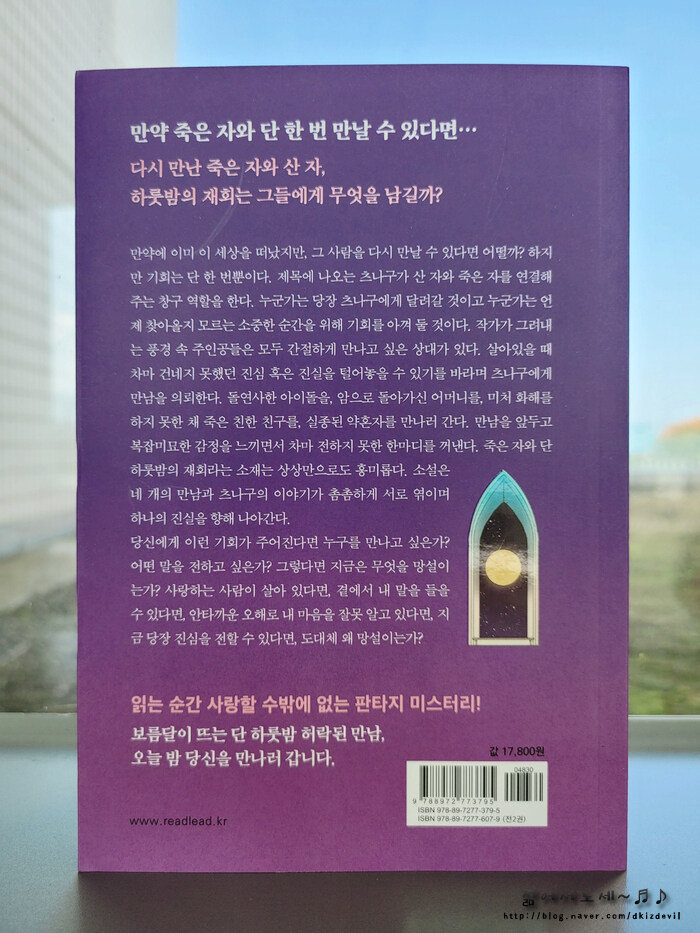 만약 죽은 자와 단 한 번 만날 수 있다면…
다시 만난 죽은 자와 산 자,
하룻밤의 재회는 그들에게 무엇을 남길까?
만약에 이미 이 세상을 떠났지만, 그 사람을 다시 만날 수 있다면 어떨까? 하지
만 기회는 단 한 번뿐이다. 제목에 나오는 츠나구가 산 자와 죽은 자를 연결해
주는 창구 역할을 한다. 누군가는 당장 츠나구에게 달려갈 것이고 누군가는 언
제 찾아올지 모르는 소중한 순간을 위해 기회를 아껴 둘 것이다. 작가가 그려내
는 풍경 속 주인공들은 모두 간절하게 만나고 싶은 상대가 있다. 살아있을 때
차마 건네지 못했던 진심 혹은 진실을 털어놓을 수 있기를 바라며 츠나구에게
만남을 의뢰한다. 돌연사한 아이돌을, 암으로 돌아가신 어머니를, 미처 화해를
하지 못한 채 죽은 친한 친구를, 실종된 약혼자를 만나러 간다. 만남을 앞두고
복잡미묘한 감정을 느끼면서 차마 전하지 못한 한마디를 꺼낸다. 죽은 자와 단
하룻밤의 재회라는 소재는 상상만으로도 흥미롭다. 소설은
네 개의 만남과 츠나구의 이야기가 촘촘하게 서로 엮이며
하나의 진실을 향해 나아간다.
당신에게 이런 기회가 주어진다면 누구를 만나고 싶은가?
어떤 말을 전하고 싶은가? 그렇다면 지금은 무엇을 망설이
는가? 사랑하는 사람이 살아 있다면, 곁에서 내 말을 들을
수 있다면, 안타까운 오해로 내 마음을 잘못 알고 있다면, 지
금 당장 진심을 전할 수 있다면, 도대체 왜 망설이는가?
읽는 순간 사랑할 수밖에 없는 판타지 미스터리!
보름달이 뜨는 단 하룻밤 허락된 만남,
오늘 밤 당신을 만나러 갑니다.
값 17,800원
04830
9 788972 773795
ISBN 978-89-7277-379-5
ISBN 978-89-7277-607-9 (전2권)
www.readlead.kr
노세~♬♪
http://blog.naver.com/dkizdevil